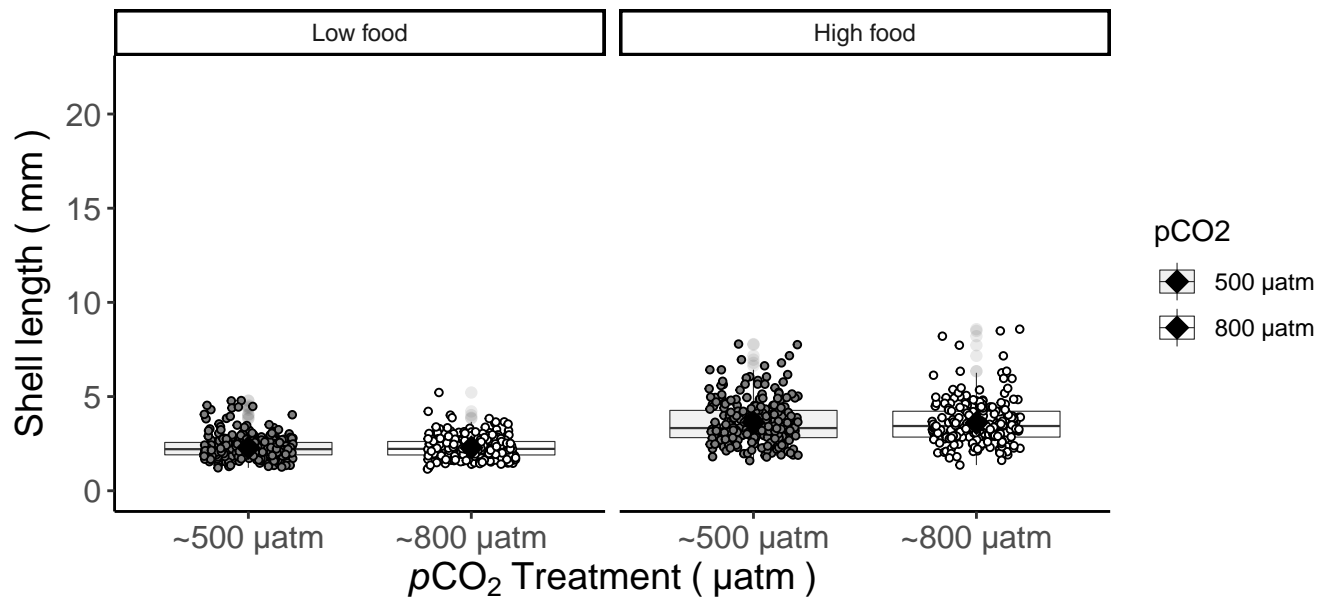 Low food
High food
Shell length ( mm )
20
15
10
5
0
~500 µatm
~800 µatm
~500 µatm
~800 µatm
pCO₂ Treatment ( µatm )
pCO2
500 µatm
800 µatm